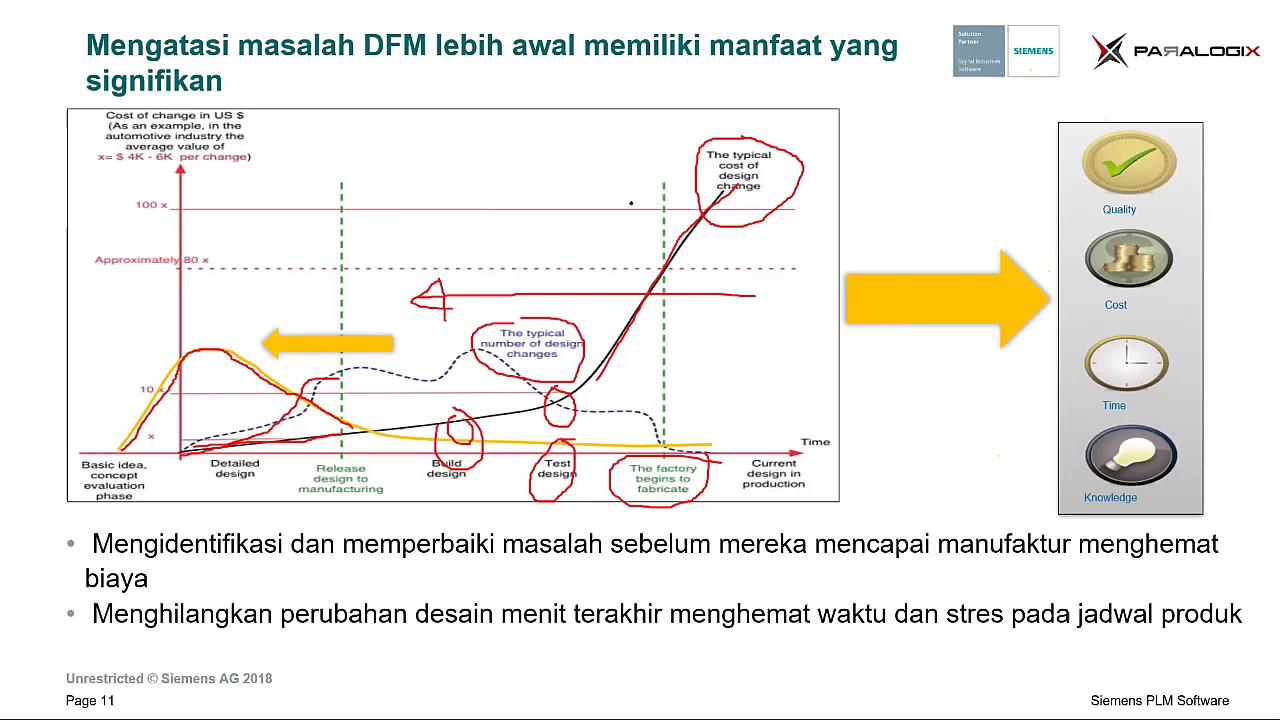 Mengatasi masalah DFM lebih awal memiliki manfaat yang
signifikan
Solution
Partner
Digital Industries
Software
SIEMENS
PARALOGIX
Cost of change in US $
(As an example, in the
automotive industry the
average value of
x= $ 4K - 6K per change)
The typical
cost of
design
change
100 x
Approximately 80 x
The typical
number of design
changes
10 x
x
Time
Basic idea,
concept
evaluation
phase
Detailed
design
Release
design to
manufacturing
Build
design
Test
design
The factory
begins to
fabricate
Current
design in
production
Quality
Cost
Time
Knowledge
• Mengidentifikasi dan memperbaiki masalah sebelum mereka mencapai manufaktur menghemat
biaya
• Menghilangkan perubahan desain menit terakhir menghemat waktu dan stres pada jadwal produk
Unrestricted © Siemens AG 2018
Page 11
Siemens PLM Software